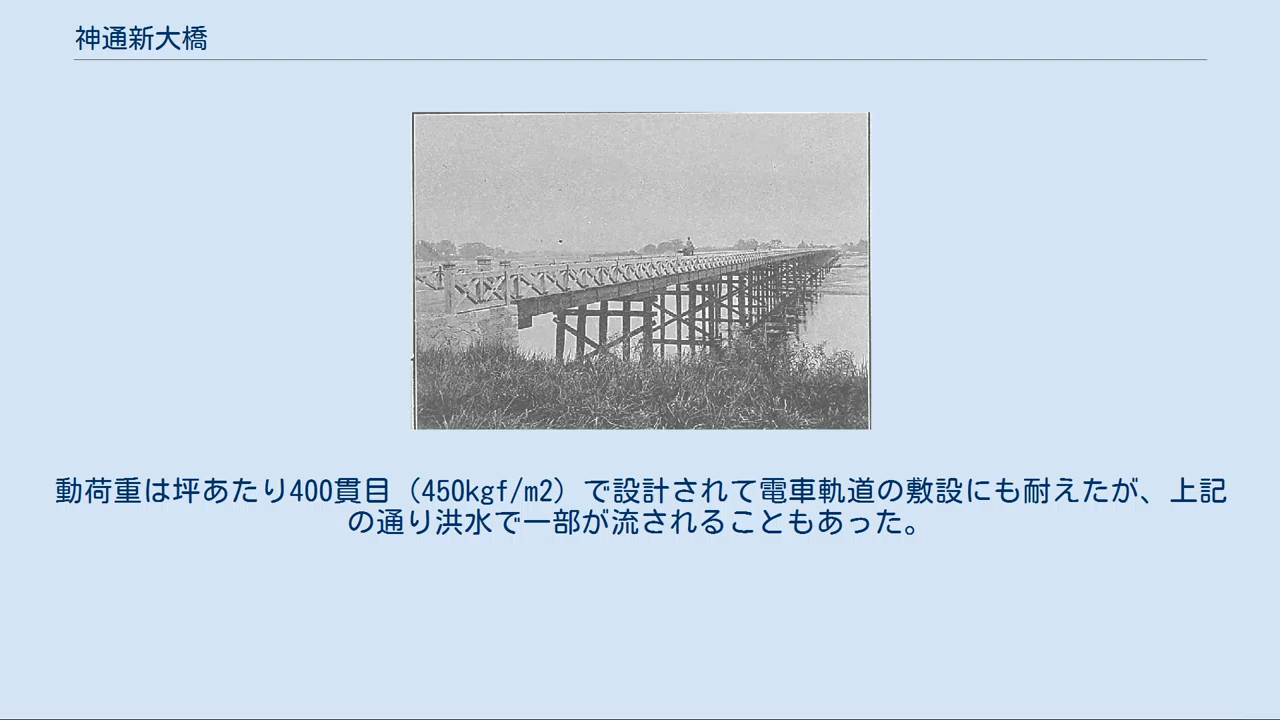 神通新大橋
動荷重は坪あたり400貫目（450kgf/m2）で設計されて電車軌道の敷設にも耐えたが、上記
の通り洪水で一部が流されることもあった。